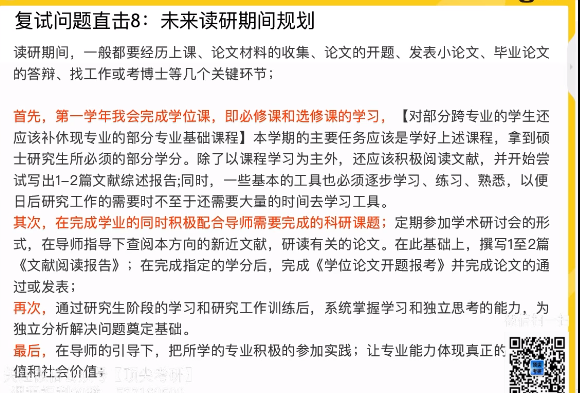 复试问题直击8：未来读研期间规划
读研期间，一般都要经历上课、论文材料的收集、论文的开题、发表小论文、毕业论文
的答辩、找工作或考博士等几个关键环节；
首先，第一学年我会完成学位课，即必修课和选修课的学习，【对部分跨专业的学生还
应该补休现专业的部分专业基础课程】本学期的主要任务应该是学好上述课程，拿到硕
士研究生所必须的部分学分。除了以课程学习为主外，还应该积极阅读文献，并开始尝
试写出1-2篇文献综述报告;同时，一些基本的工具也必须逐步学习、练习、熟悉，以便
日后研究工作的需要时不至于还需要大量的时间去学习工具。
其次，在完成学业的同时积极配合导师需要完成的科研课题；定期参加学术研讨会的形
式，在导师指导下查阅本方向的新近文献，研读有关的论文。在此基础上，撰写1至2篇
《文献阅读报告》；在完成指定的学分后，完成《学位论文开题报考》并完成论文的通
过或发表；
再次，通过研究生阶段的学习和研究工作训练后，系统掌握学习和独立思考的能力，为
独立分析解决问题奠定基础。
最后，在导师的引导下，把所学的专业积极的参加实践；让专业能力体现真正的
值和社会价值。